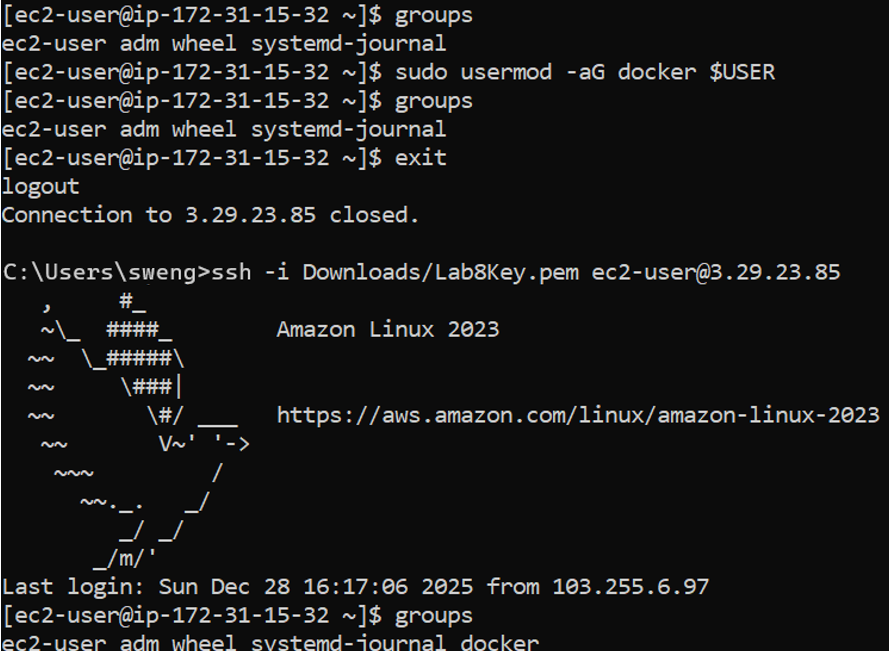 [ec2-user@ip-172-31-15-32 ~]$ groups
ec2-user adm wheel systemd-journal
[ec2-user@ip-172-31-15-32 ~]$ sudo usermod -aG docker $USER
[ec2-user@ip-172-31-15-32 ~]$ groups
ec2-user adm wheel systemd-journal
[ec2-user@ip-172-31-15-32 ~]$ exit
logout
Connection to 3.29.23.85 closed.

C:\Users\sweng>ssh -i Downloads/Lab8Key.pem ec2-user@3.29.23.85
   ,     #_
   ~\_  ####_        Amazon Linux 2023
  ~~  \_#####\
  ~~     \###|
  ~~       \#/ ___   https://aws.amazon.com/linux/amazon-linux-2023
   ~~       V~' '->
    ~~~         /
      ~~._.   _/
         _/ _/
       _/m/'
Last login: Sun Dec 28 16:17:06 2025 from 103.255.6.97
[ec2-user@ip-172-31-15-32 ~]$ groups
ec2-user adm wheel systemd-journal docker